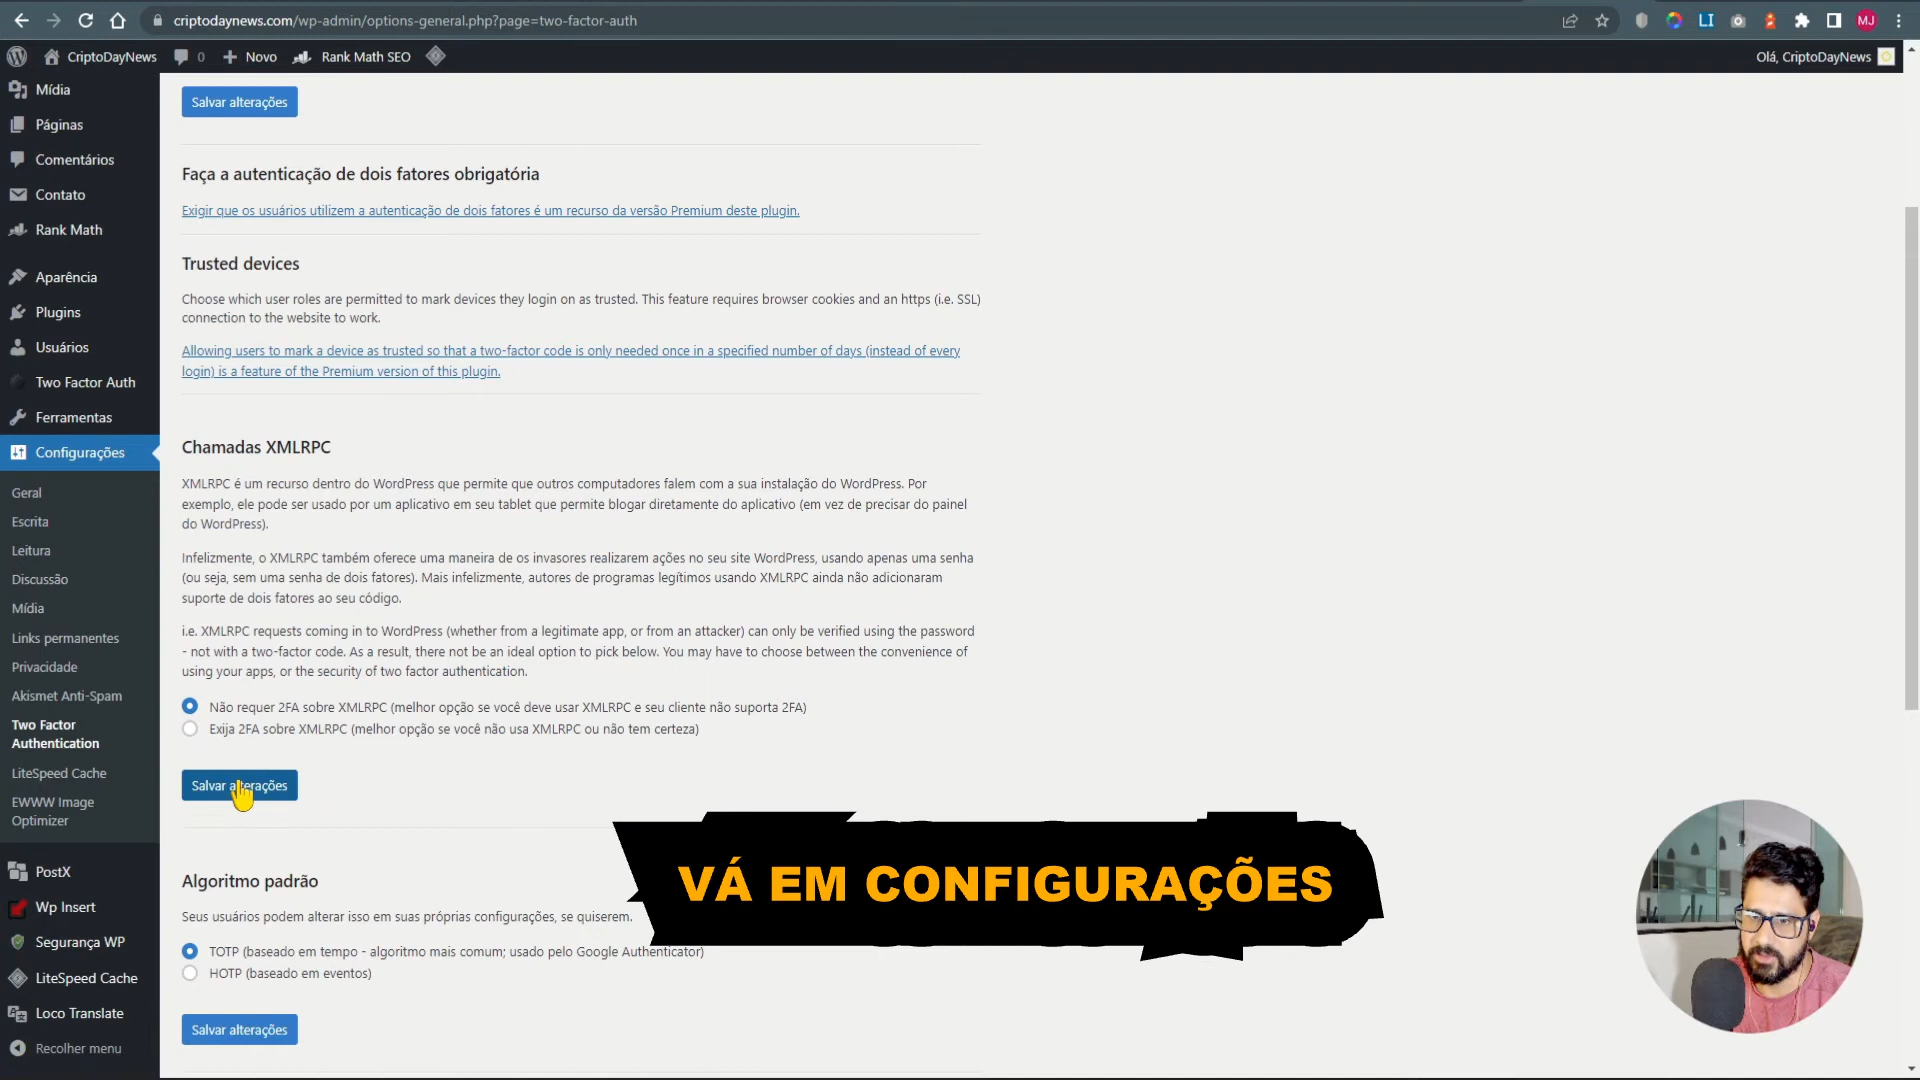 criptodaynews.com/wp-admin/options-general.php?page=two-factor-auth
LI
MJ
CriptoDayNews
0
Novo
Rank Math SEO
Olá, CriptoDayNews
Mídia
Páginas
Comentários
Contato
Rank Math
Aparência
Plugins
Usuários
Two Factor Auth
Ferramentas
Configurações
Geral
Escrita
Leitura
Discussão
Mídia
Links permanentes
Privacidade
Akismet Anti-Spam
Two Factor
Authentication
LiteSpeed Cache
EWWW Image
Optimizer
PostX
Wp Insert
Segurança WP
LiteSpeed Cache
Loco Translate
Recolher menu
Salvar alterações
Faça a autenticação de dois fatores obrigatória
Exigir que os usuários utilizem a autenticação de dois fatores é um recurso da versão Premium deste plugin.
Trusted devices
Choose which user roles are permitted to mark devices they login on as trusted. This feature requires browser cookies and an https (i.e. SSL)
connection to the website to work.
Allowing users to mark a device as trusted so that a two-factor code is only needed once in a specified number of days (instead of every
login) is a feature of the Premium version of this plugin.
Chamadas XMLRPC
XMLRPC é um recurso dentro do WordPress que permite que outros computadores falem com a sua instalação do WordPress. Por
exemplo, ele pode ser usado por um aplicativo em seu tablet que permite blogar diretamente do aplicativo (em vez de precisar do painel
do WordPress).
Infelizmente, o XMLRPC também oferece uma maneira de os invasores realizarem ações no seu site WordPress, usando apenas uma senha
(ou seja, sem uma senha de dois fatores). Mais infelizmente, autores de programas legítimos usando XMLRPC ainda não adicionaram
suporte de dois fatores ao seu código.
i.e. XMLRPC requests coming in to WordPress (whether from a legitimate app, or from an attacker) can only be verified using the password
- not with a two-factor code. As a result, there not be an ideal option to pick below. You may have to choose between the convenience of
using your apps, or the security of two factor authentication.
Não requer 2FA sobre XMLRPC (melhor opção se você deve usar XMLRPC e seu cliente não suporta 2FA)
Exija 2FA sobre XMLRPC (melhor opção se você não usa XMLRPC ou não tem certeza)
Salvar alterações
Algoritmo padrão
Seus usuários podem alterar isso em suas próprias configurações, se quiserem.
TOTP (baseado em tempo - algoritmo mais comum; usado pelo Google Authenticator)
HOTP (baseado em eventos)
Salvar alterações
VÁ EM CONFIGURAÇÕES